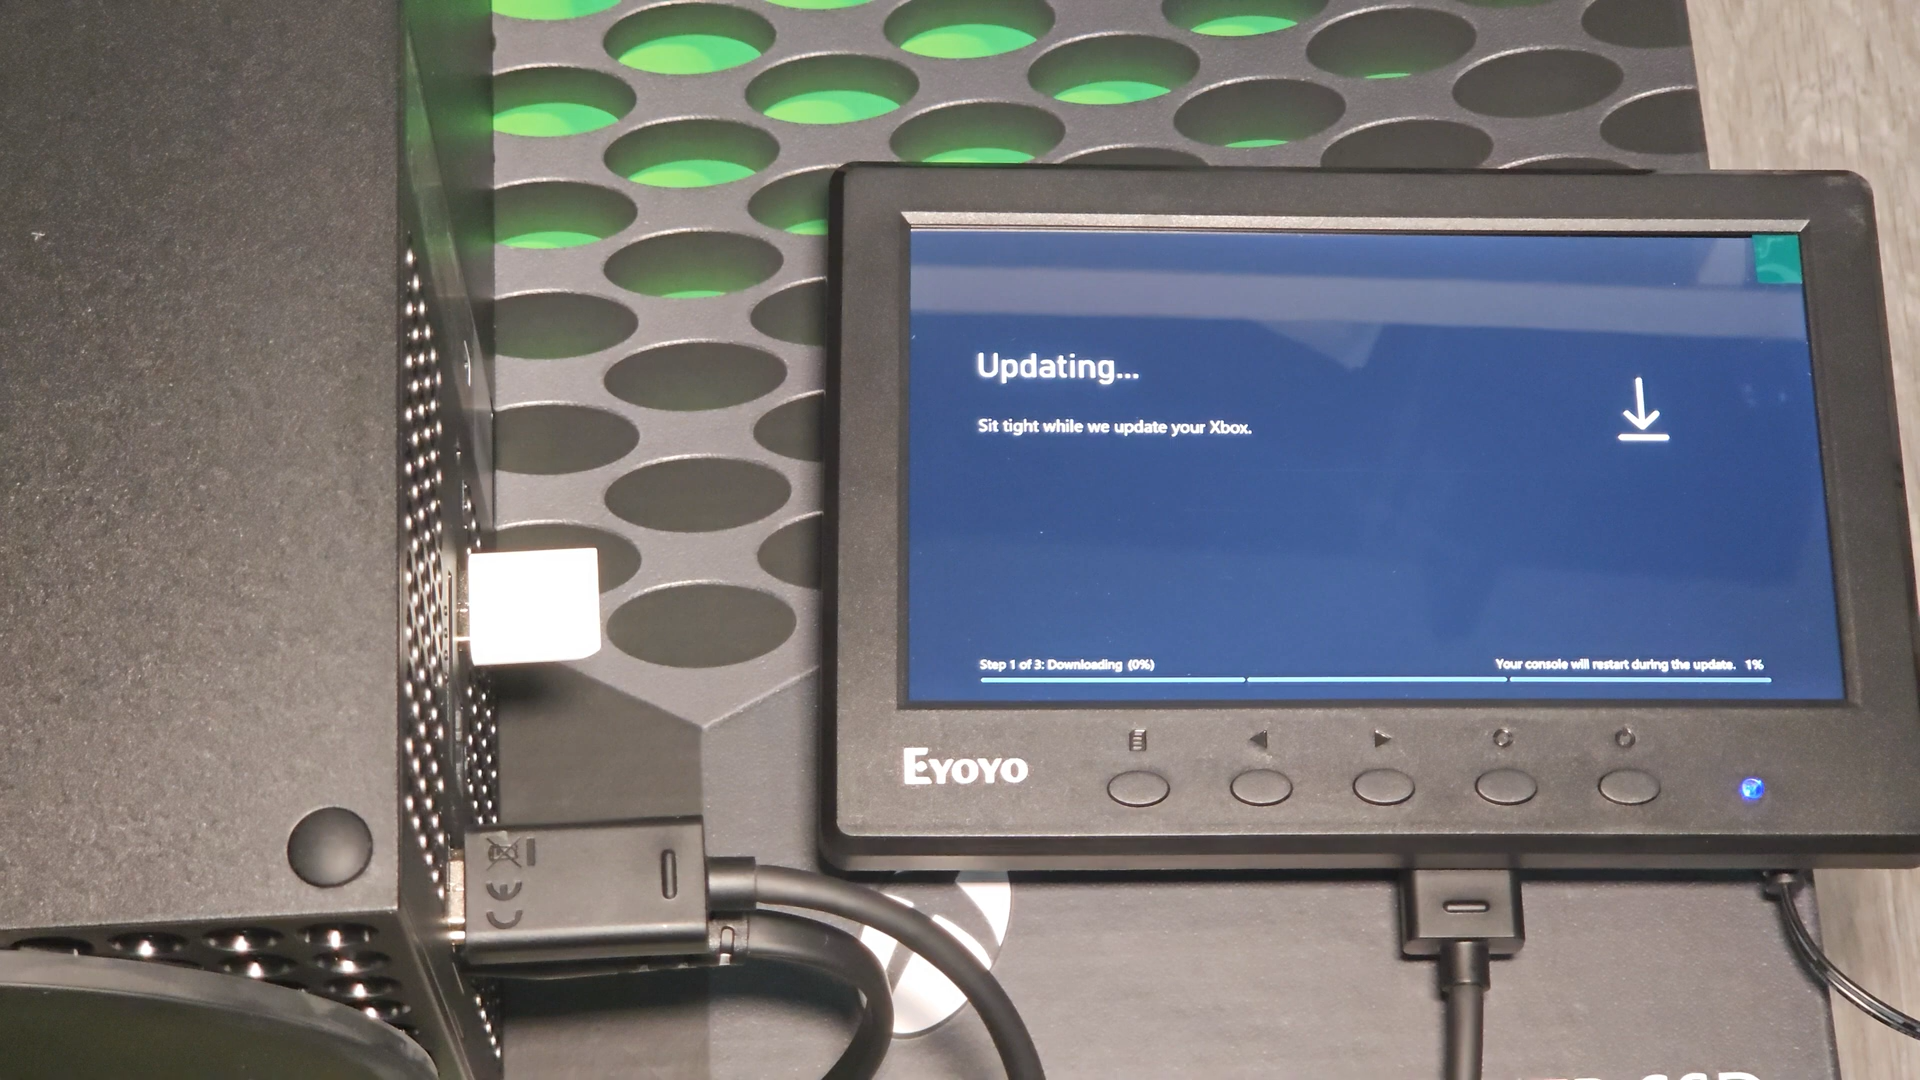 Updating...
Sit tight while we update your Xbox.
Step 1 of 3: Downloading (0%)
Your console will restart during the update. 1%
EYOYO
CE